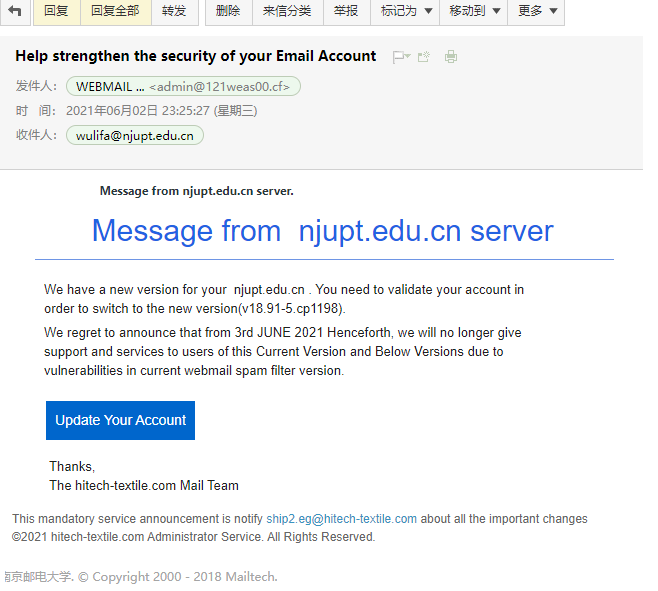 回复 回复全部 转发 删除 来信分类 举报 标记为 移动到 更多
Help strengthen the security of your Email Account
发件人： WEBMAIL ... <admin@121weas00.cf>
时 间： 2021年06月02日 23:25:27 (星期三)
收件人： wulifa@njupt.edu.cn
Message from njupt.edu.cn server.
Message from njupt.edu.cn server
We have a new version for your njupt.edu.cn . You need to validate your account in
order to switch to the new version(v18.91-5.cp1198).
We regret to announce that from 3rd JUNE 2021 Henceforth, we will no longer give
support and services to users of this Current Version and Below Versions due to
vulnerabilities in current webmail spam filter version.
Update Your Account
Thanks,
The hitech-textile.com Mail Team
This mandatory service announcement is notify ship2.eg@hitech-textile.com about all the important changes
©2021 hitech-textile.com Administrator Service. All Rights Reserved.
南京邮电大学. © Copyright 2000 - 2018 Mailtech.